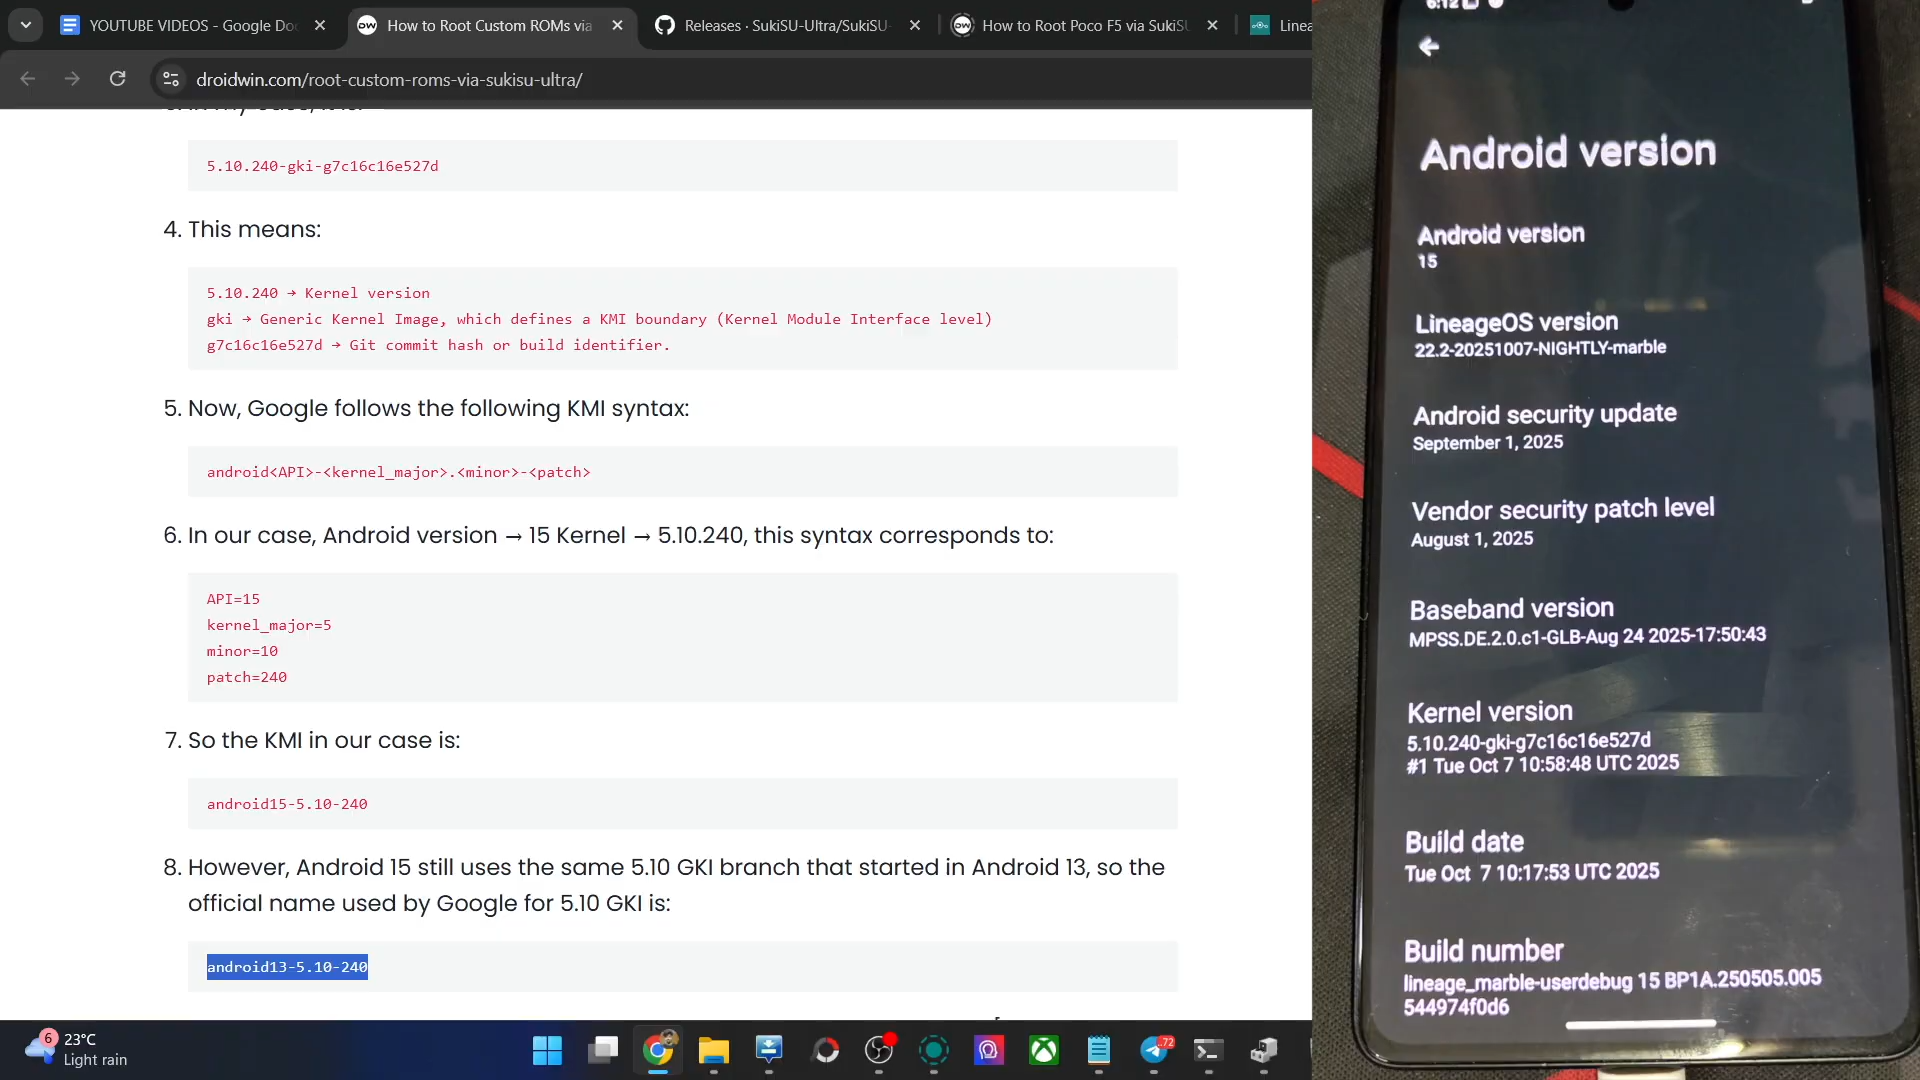 YOUTUBE VIDEOS - Google Do
How to Root Custom ROMs via
Releases · SukiSU-Ultra/SukiSU-
How to Root Poco F5 via SukiSU
Linea
droidwin.com/root-custom-roms-via-sukisu-ultra/
5.10.240-gki-g7c16c16e527d
4. This means:
5.10.240 → Kernel version
gki → Generic Kernel Image, which defines a KMI boundary (Kernel Module Interface level)
g7c16c16e527d → Git commit hash or build identifier.
5. Now, Google follows the following KMI syntax:
android<API>-<kernel_major>.<minor>-<patch>
6. In our case, Android version → 15 Kernel → 5.10.240, this syntax corresponds to:
API=15
kernel_major=5
minor=10
patch=240
7. So the KMI in our case is:
android15-5.10-240
8. However, Android 15 still uses the same 5.10 GKI branch that started in Android 13, so the
official name used by Google for 5.10 GKI is:
android13-5.10-240
6
23°C
Light rain
72
6:12
Android version
Android version
15
LineageOS version
22.2-20251007-NIGHTLY-marble
Android security update
September 1, 2025
Vendor security patch level
August 1, 2025
Baseband version
MPSS.DE.2.0.c1-GLB-Aug 24 2025-17:50:43
Kernel version
5.10.240-gki-g7c16c16e527d
#1 Tue Oct 7 10:58:48 UTC 2025
Build date
Tue Oct 7 10:17:53 UTC 2025
Build number
lineage_marble-userdebug 15 BP1A.250505.005
544974f0d6